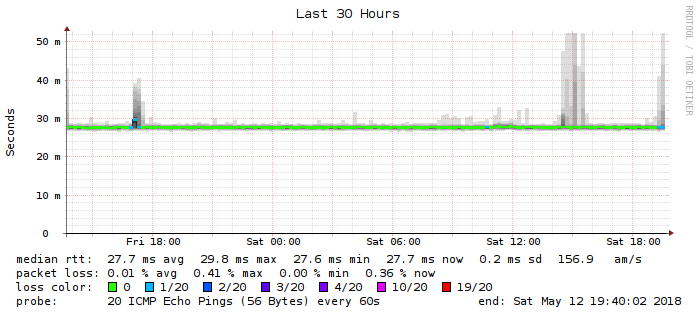 Last 30 Hours
RRDTOOL / TOBI OETIKER
Seconds
50 m
40 m
30 m
20 m
10 m
0
Fri 18:00 Sat 00:00 Sat 06:00 Sat 12:00 Sat 18:00
median rtt: 27.7 ms avg 29.8 ms max 27.6 ms min 27.7 ms now 0.2 ms sd 156.9 am/s
packet loss: 0.01 % avg 0.41 % max 0.00 % min 0.36 % now
loss color: 0 1/20 2/20 3/20 4/20 10/20 19/20
probe: 20 ICMP Echo Pings (56 Bytes) every 60s end: Sat May 12 19:40:02 2018